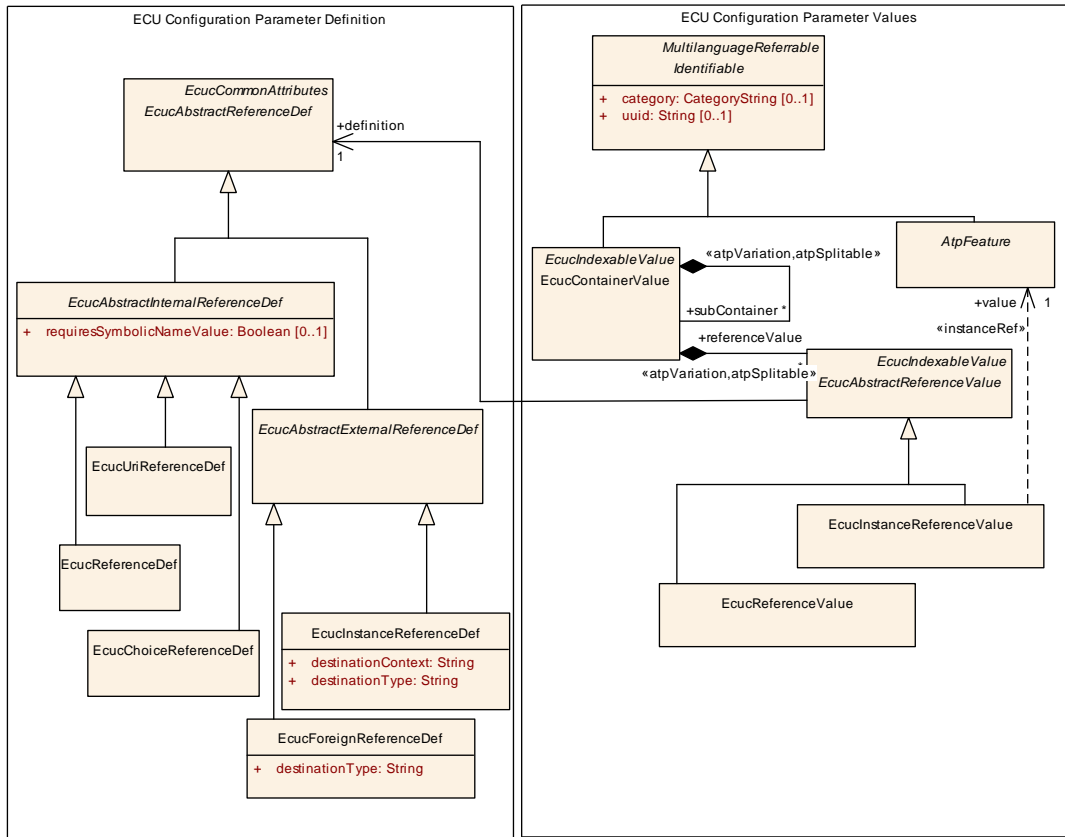 ECU Configuration Parameter Definition
EcucCommonAttributes
EcucAbstractReferenceDef
+definition
1
EcucAbstractInternalReferenceDef
+ requiresSymbolicNameValue: Boolean [0..1]
EcucAbstractExternalReferenceDef
EcucUriReferenceDef
EcucReferenceDef
EcucChoiceReferenceDef
EcucInstanceReferenceDef
+ destinationContext: String
+ destinationType: String
EcucForeignReferenceDef
+ destinationType: String
ECU Configuration Parameter Values
MultilanguageReferrable
Identifiable
+ category: CategoryString [0..1]
+ uuid: String [0..1]
EcucIndexableValue
EcucContainerValue
«atpVariation,atpSplitable»
+subContainer *
AtpFeature
+value 1
«instanceRef»
+referenceValue
*
«atpVariation,atpSplitable»
EcucIndexableValue
EcucAbstractReferenceValue
EcucInstanceReferenceValue
EcucReferenceValue